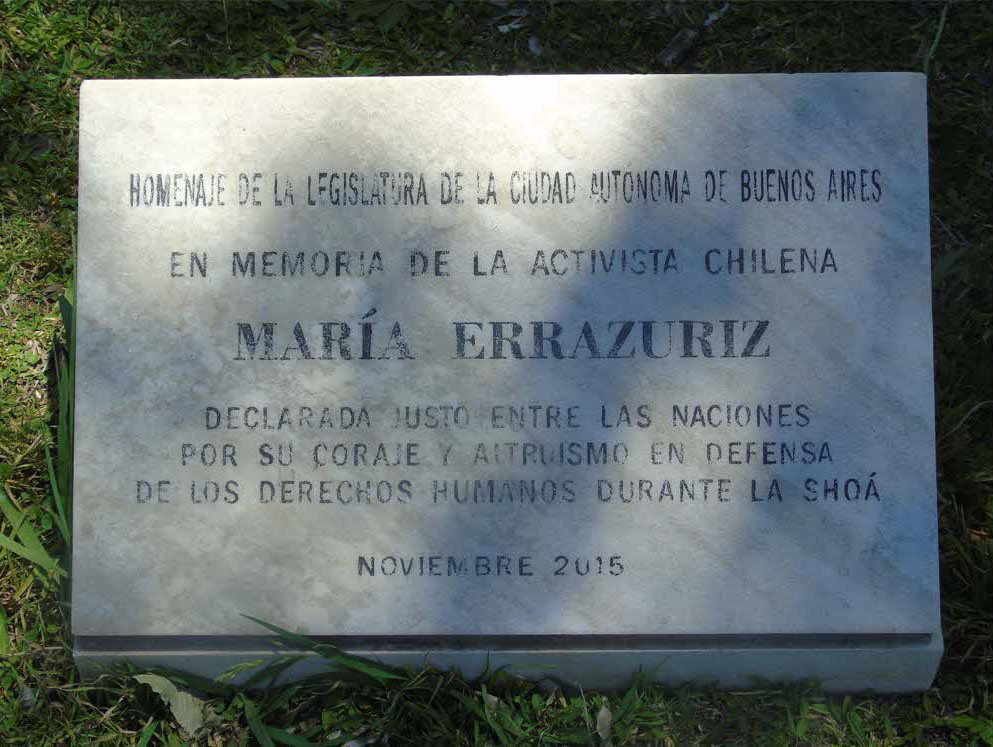 HOMENAJE DE LA LEGISLATURA DE LA CIUDAD AUTÓNOMA DE BUENOS AIRES
EN MEMORIA DE LA ACTIVISTA CHILENA
MARÍA ERRAZURIZ
DECLARADA JUSTO ENTRE LAS NACIONES
POR SU CORAJE Y ALTRUISMO EN DEFENSA
DE LOS DERECHOS HUMANOS DURANTE LA SHOÁ
NOVIEMBRE 2015